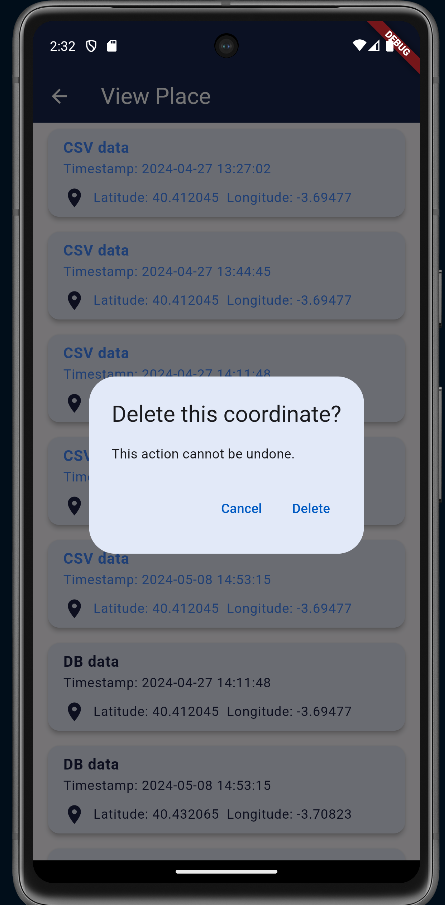 2:32
DEBUG
View Place
CSV data
Timestamp: 2024-04-27 13:27:02
Latitude: 40.412045 Longitude: -3.69477
CSV data
Timestamp: 2024-04-27 13:44:45
Latitude: 40.412045 Longitude: -3.69477
CSV data
Timestamp: 2024-04-27 14:11:48
Delete this coordinate?
This action cannot be undone.
Cancel Delete
CSV data
Timestamp: 2024-05-08 14:53:15
Latitude: 40.412045 Longitude: -3.69477
DB data
Timestamp: 2024-04-27 14:11:48
Latitude: 40.412045 Longitude: -3.69477
DB data
Timestamp: 2024-05-08 14:53:15
Latitude: 40.432065 Longitude: -3.70823